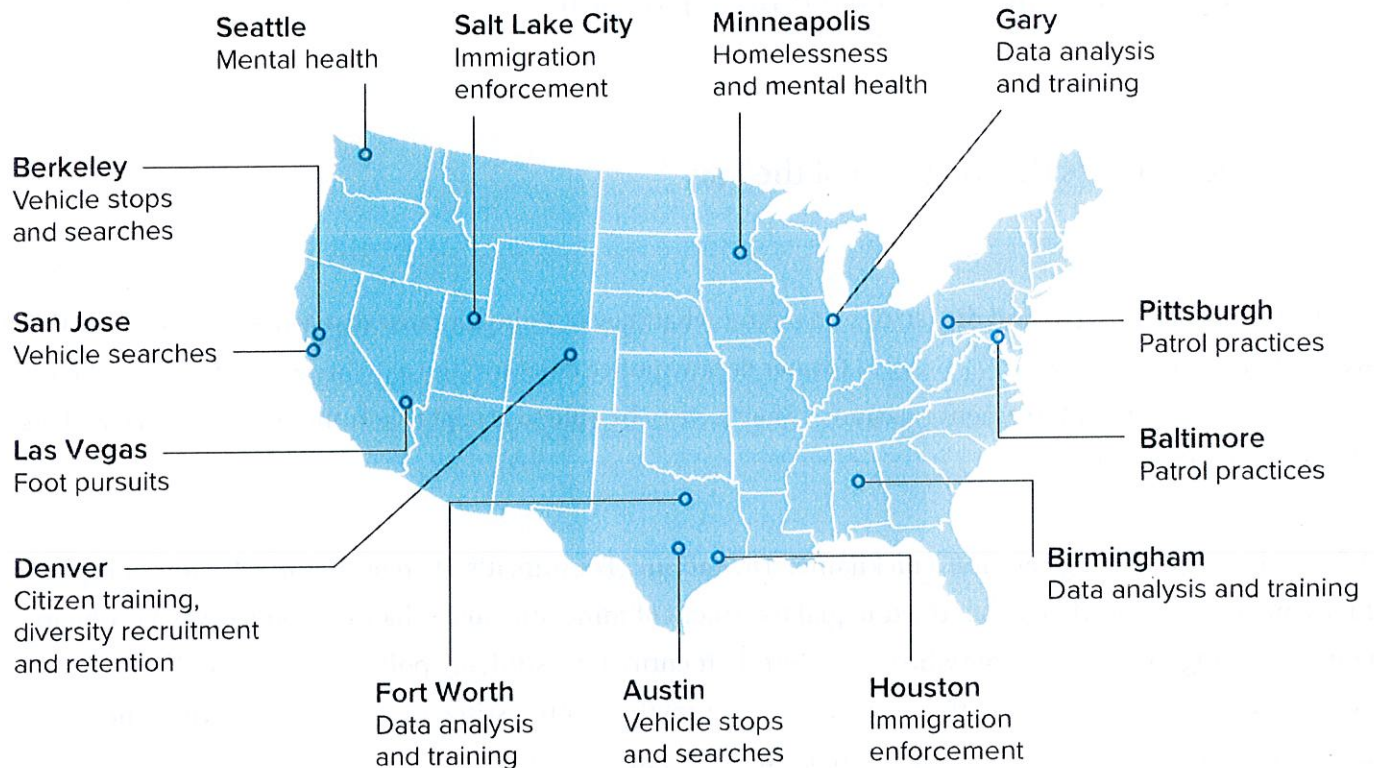 Seattle
Mental health
Salt Lake City
Immigration
enforcement
Minneapolis
Homelessness
and mental health
Gary
Data analysis
and training
Berkeley
Vehicle stops
and searches
San Jose
Vehicle searches
Las Vegas
Foot pursuits
Denver
Citizen training,
diversity recruitment
and retention
Pittsburgh
Patrol practices
Baltimore
Patrol practices
Birmingham
Data analysis and training
Fort Worth
Data analysis
and training
Austin
Vehicle stops
and searches
Houston
Immigration
enforcement